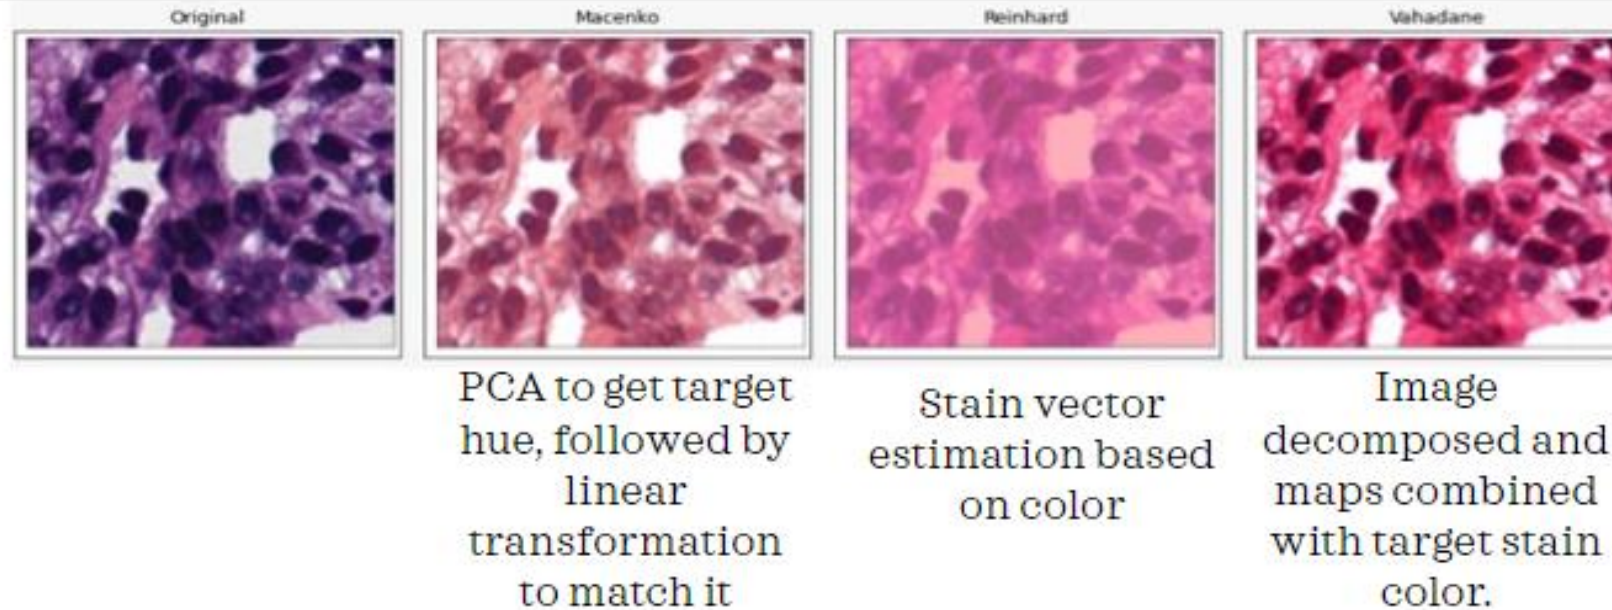 Original
Macenko
Reinhard
Vahadane
PCA to get target
hue, followed by
linear
transformation
to match it
Stain vector
estimation based
on color
Image
decomposed and
maps combined
with target stain
color.